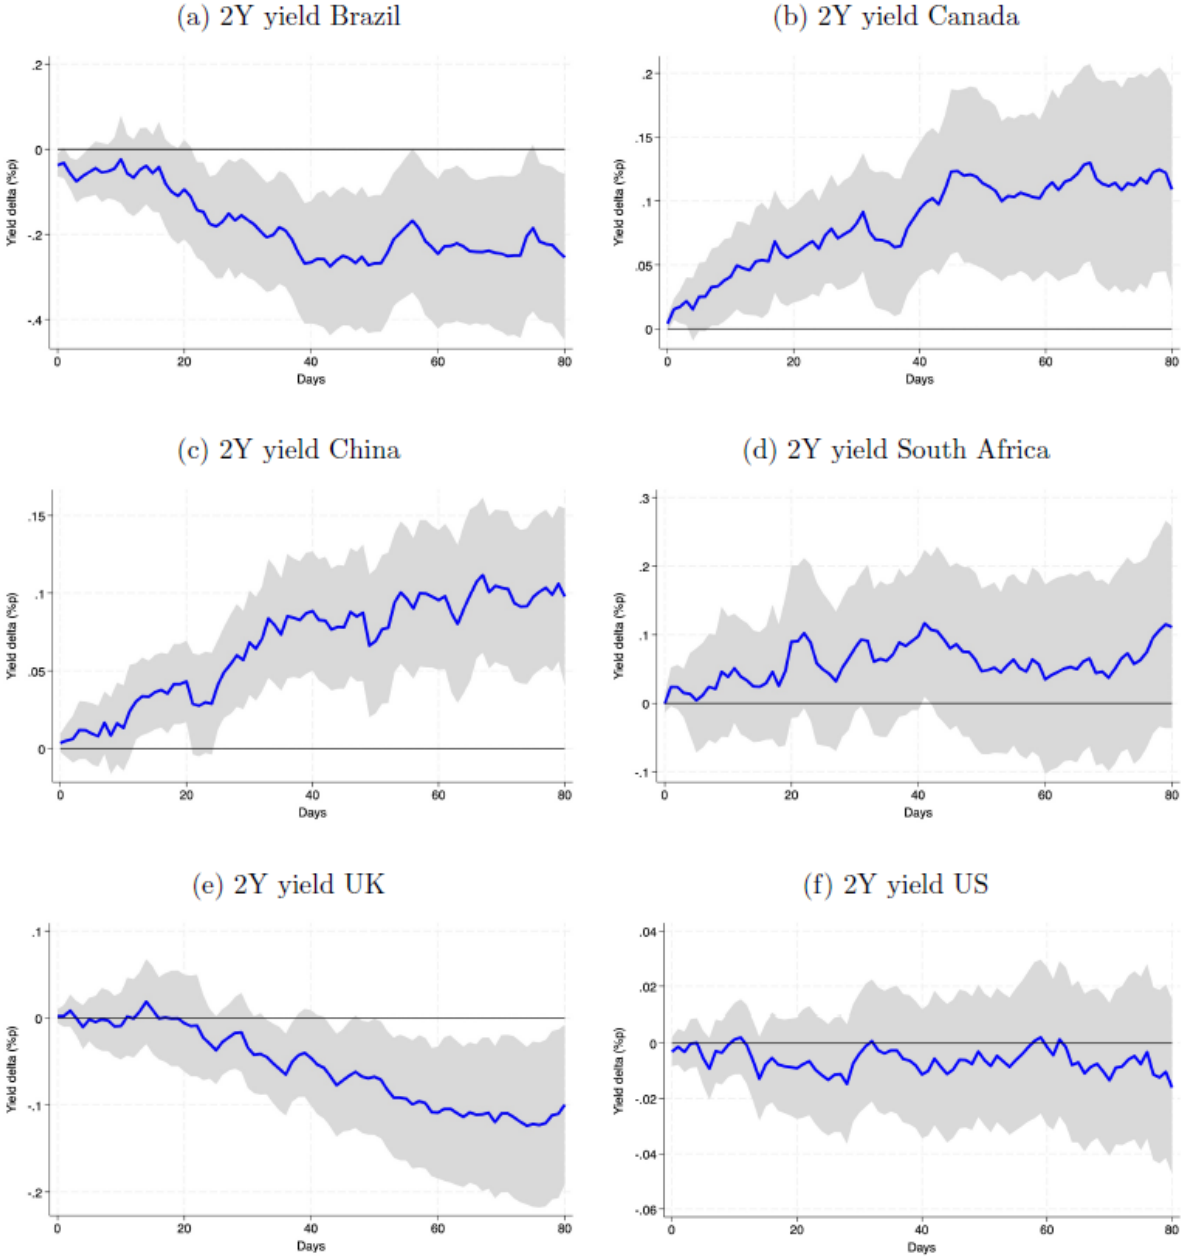 (a) 2Y yield Brazil
.2
0
-.2
-.4
Yield delta (%p)
0 20 40 60 80
Days
(b) 2Y yield Canada
.2
.15
.1
.05
0
Yield delta (%p)
0 20 40 60 80
Days
(c) 2Y yield China
.15
.1
.05
0
Yield delta (%p)
0 20 40 60 80
Days
(d) 2Y yield South Africa
.3
.2
.1
0
-.1
Yield delta (%p)
0 20 40 60 80
Days
(e) 2Y yield UK
.1
0
-.1
-.2
Yield delta (%p)
0 20 40 60 80
Days
(f) 2Y yield US
.04
.02
0
-.02
-.04
-.06
Yield delta (%p)
0 20 40 60 80
Days